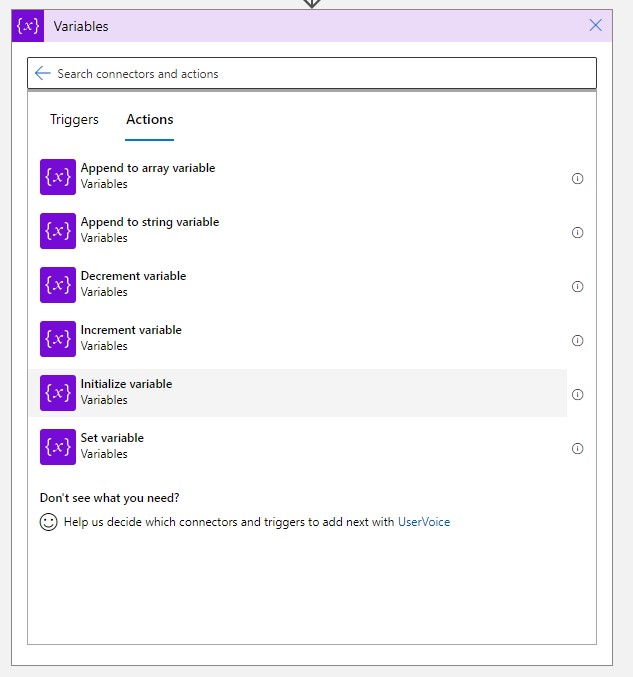 {x} Variables
Search connectors and actions
Triggers Actions
{x} Append to array variable
Variables
{x} Append to string variable
Variables
{x} Decrement variable
Variables
{x} Increment variable
Variables
{x} Initialize variable
Variables
{x} Set variable
Variables
Don't see what you need?
Help us decide which connectors and triggers to add next with UserVoice